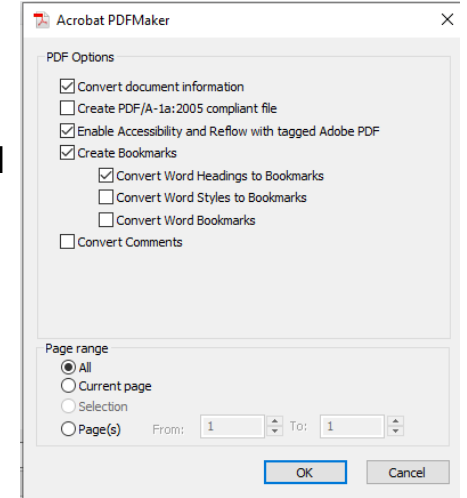 Acrobat PDFMaker
PDF Options
Convert document information
Create PDF/A-1a:2005 compliant file
Enable Accessibility and Reflow with tagged Adobe PDF
Create Bookmarks
Convert Word Headings to Bookmarks
Convert Word Styles to Bookmarks
Convert Word Bookmarks
Convert Comments
Page range
All
Current page
Selection
Page(s) From: 1 To: 1
OK Cancel